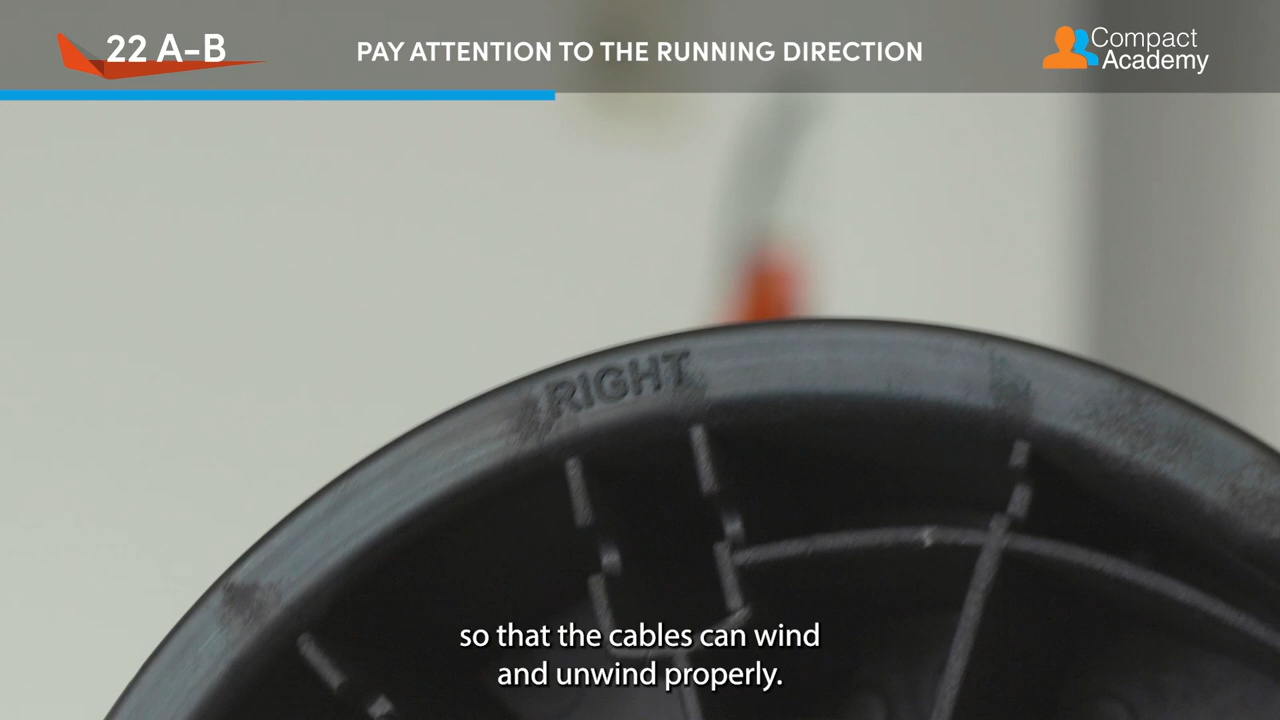 22 A-B
PAY ATTENTION TO THE RUNNING DIRECTION
Compact
Academy
RIGHT
so that the cables can wind
and unwind properly.